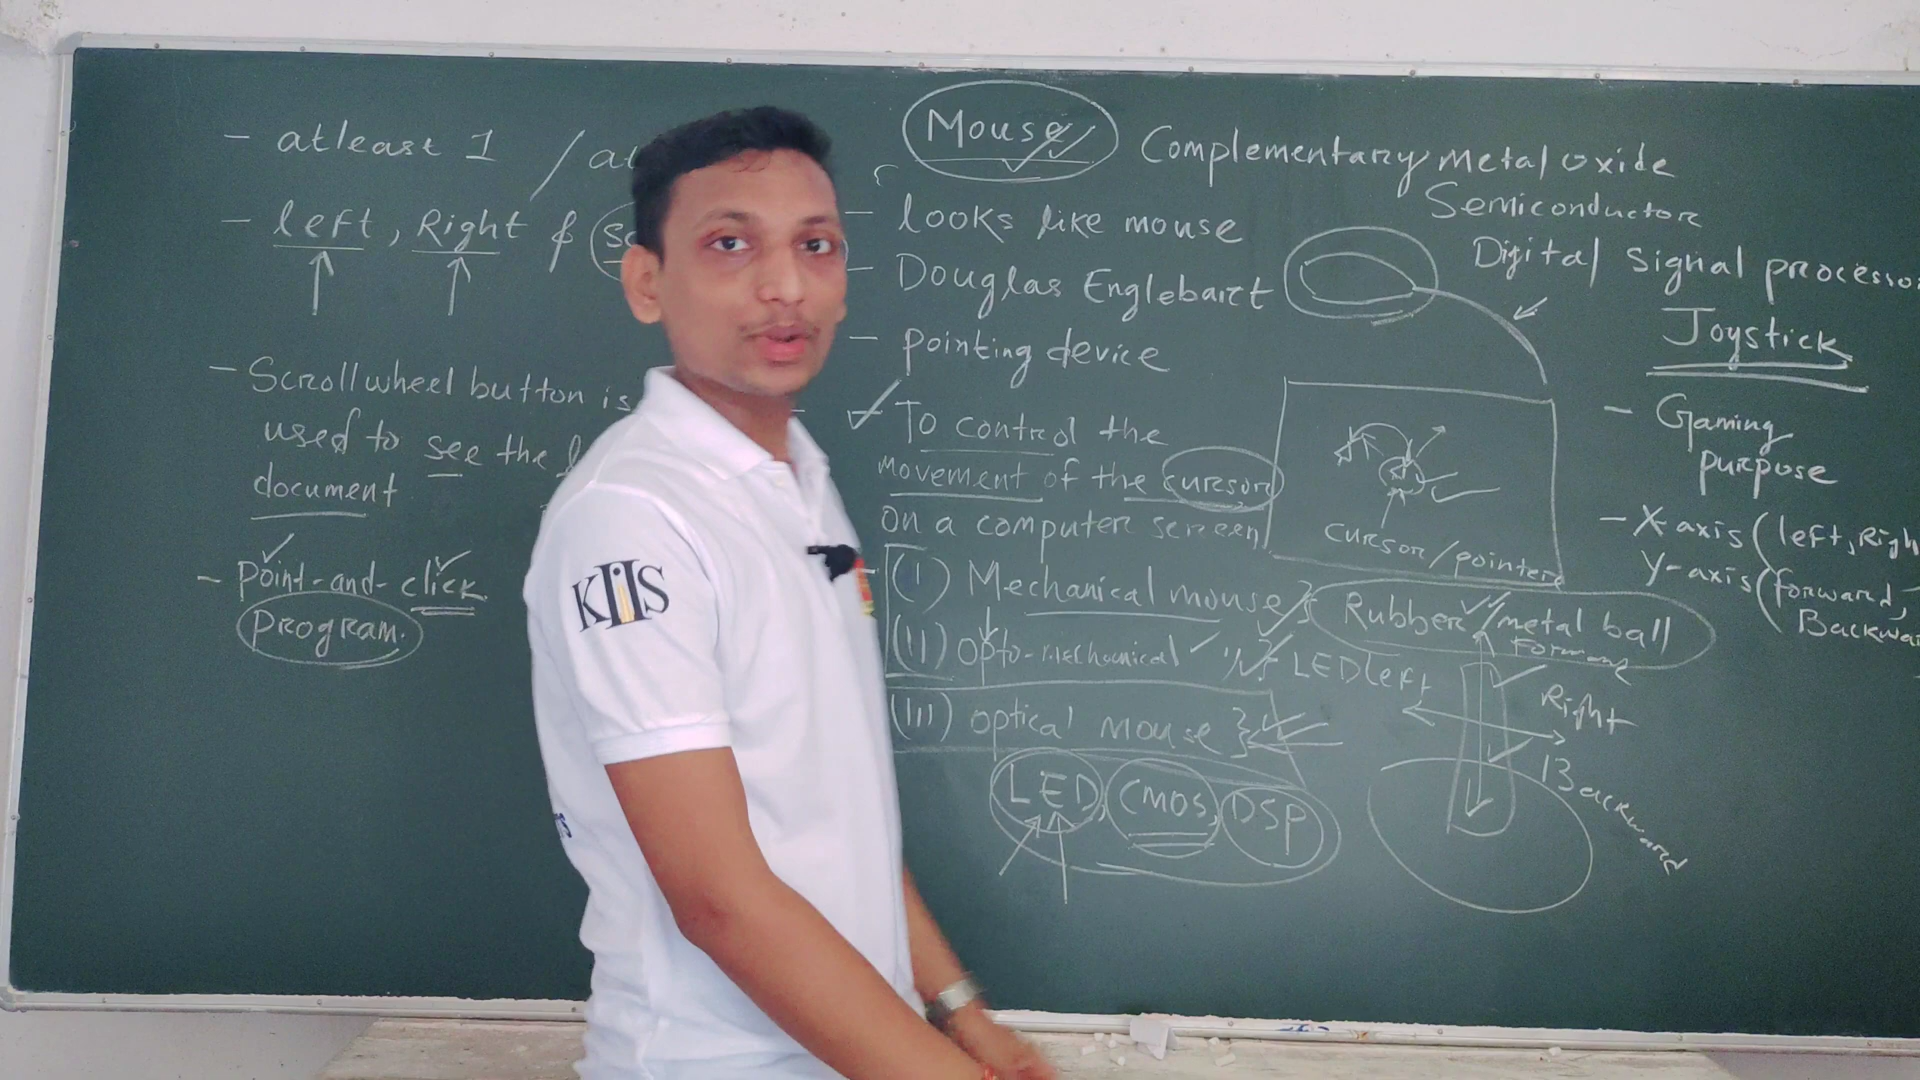 - atleast 1 /
- left, Right &
- Scrollwheel button is
used to see the
document
- Point-and-click
program.
KIIS
Mouse
- looks like mouse
- Douglas Englebart
- pointing device
- To control the
movement of the cursor
on a computer screen
(I) Mechanical mouse }
(II) Opto-mechanical } LED
(III) optical mouse }
LED, CMOS, DSP
Complementary metal oxide
Semiconductor
Digital signal processor
cursor/pointer
Rubber/metal ball
left
Right
Backward
Joystick
- Gaming
purpose
- X-axis (left, Righ
Y-axis (forward,
Backwa